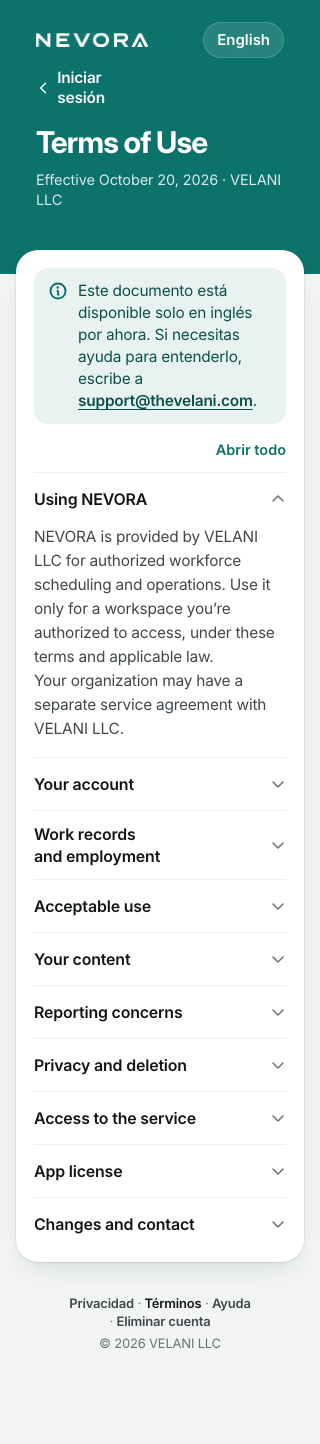 NEVORA
English
Iniciar
sesión
Terms of Use
Effective October 20, 2026 · VELANI
LLC
Este documento está
disponible solo en inglés
por ahora. Si necesitas
ayuda para entenderlo,
escribe a
support@thevelani.com.
Abrir todo
Using NEVORA
NEVORA is provided by VELANI
LLC for authorized workforce
scheduling and operations. Use it
only for a workspace you’re
authorized to access, under these
terms and applicable law.
Your organization may have a
separate service agreement with
VELANI LLC.
Your account
Work records
and employment
Acceptable use
Your content
Reporting concerns
Privacy and deletion
Access to the service
App license
Changes and contact
Privacidad · Términos · Ayuda
· Eliminar cuenta
© 2026 VELANI LLC